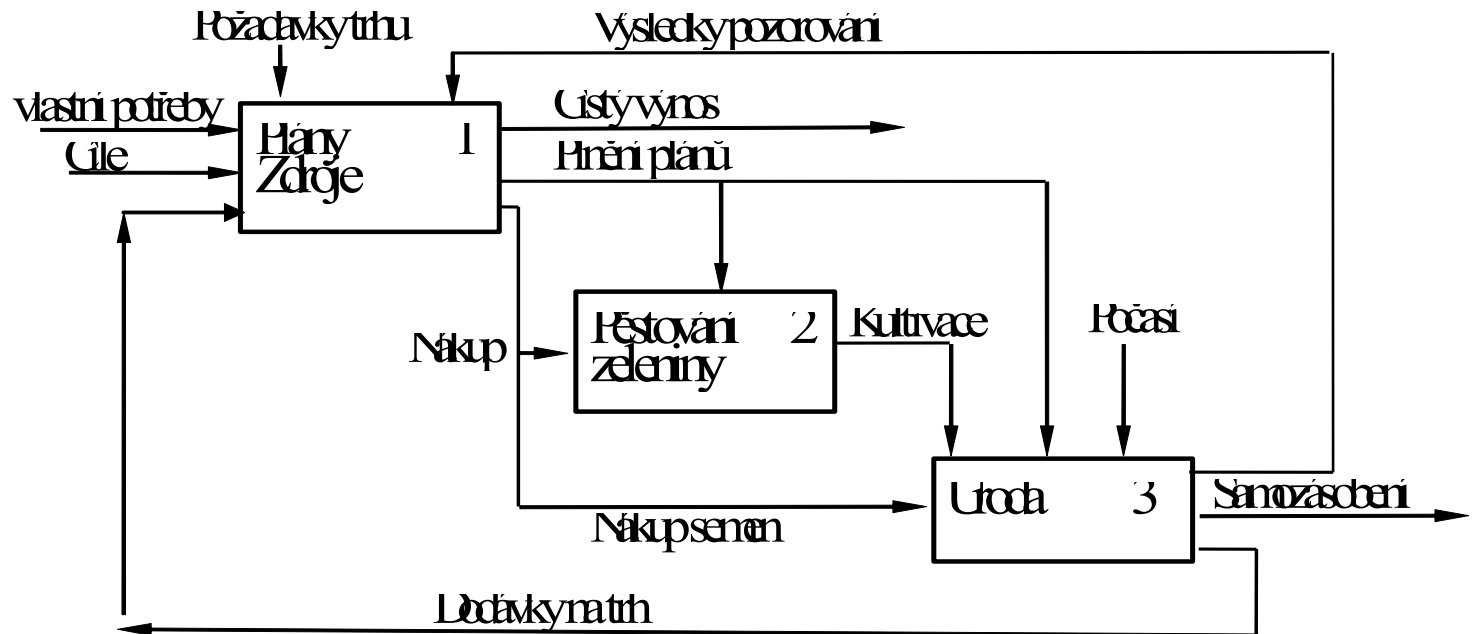 Požadavky trhu
Výsledky pozorování
vlastní potřeby
Cíle
Plány 1
Zdroje
Čistý výnos
Plnění plánů
Nákup
Pěstování 2
zeleniny
Kultivace
Počasí
Úroda 3
Samozásobení
Nákup semen
Dodávky na trh